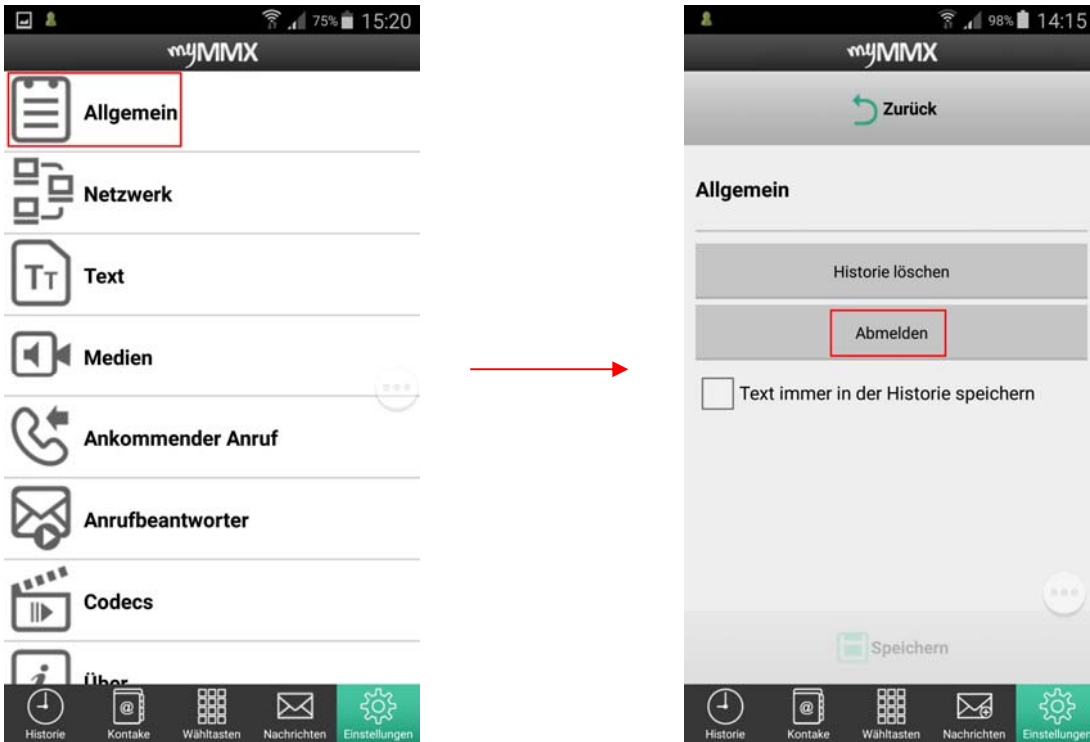 75% 15:20
myMMX
Allgemein
Netzwerk
TT Text
Medien
Ankommender Anruf
Anrufbeantworter
Codecs
i Über
@
Historie Kontake Wähltasten Nachrichten Einstellungen
98% 14:15
myMMX
Zurück
Allgemein
Historie löschen
Abmelden
Text immer in der Historie speichern
Speichern
@
Historie Kontake Wähltasten Nachrichten Einstellungen